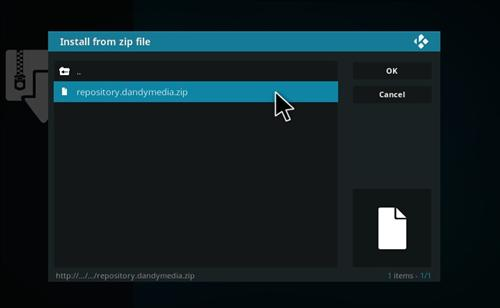 Install from zip file
..
repository.dandymedia.zip
OK
Cancel
http://.../.../repository.dandymedia.zip
1 items - 1/1